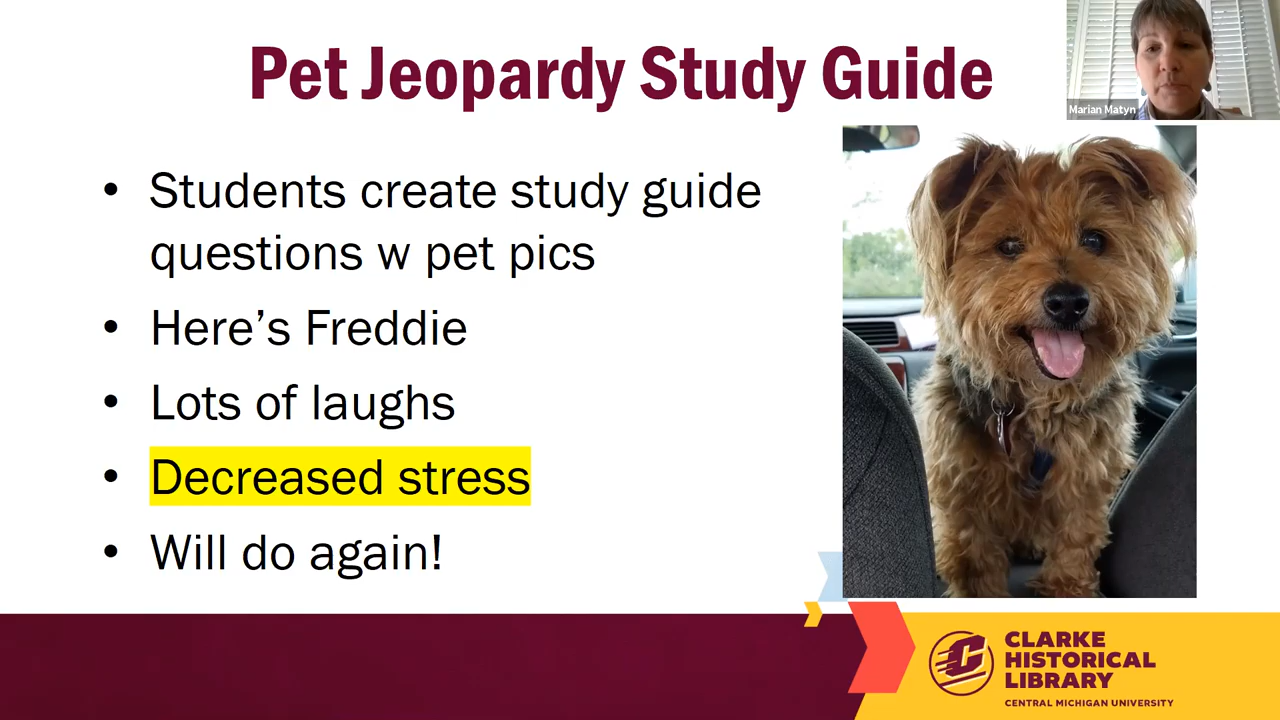 Pet Jeopardy Study Guide
Marian Matyn
• Students create study guide
questions w pet pics
• Here’s Freddie
• Lots of laughs
• Decreased stress
• Will do again!
C
CLARKE
HISTORICAL
LIBRARY
CENTRAL MICHIGAN UNIVERSITY